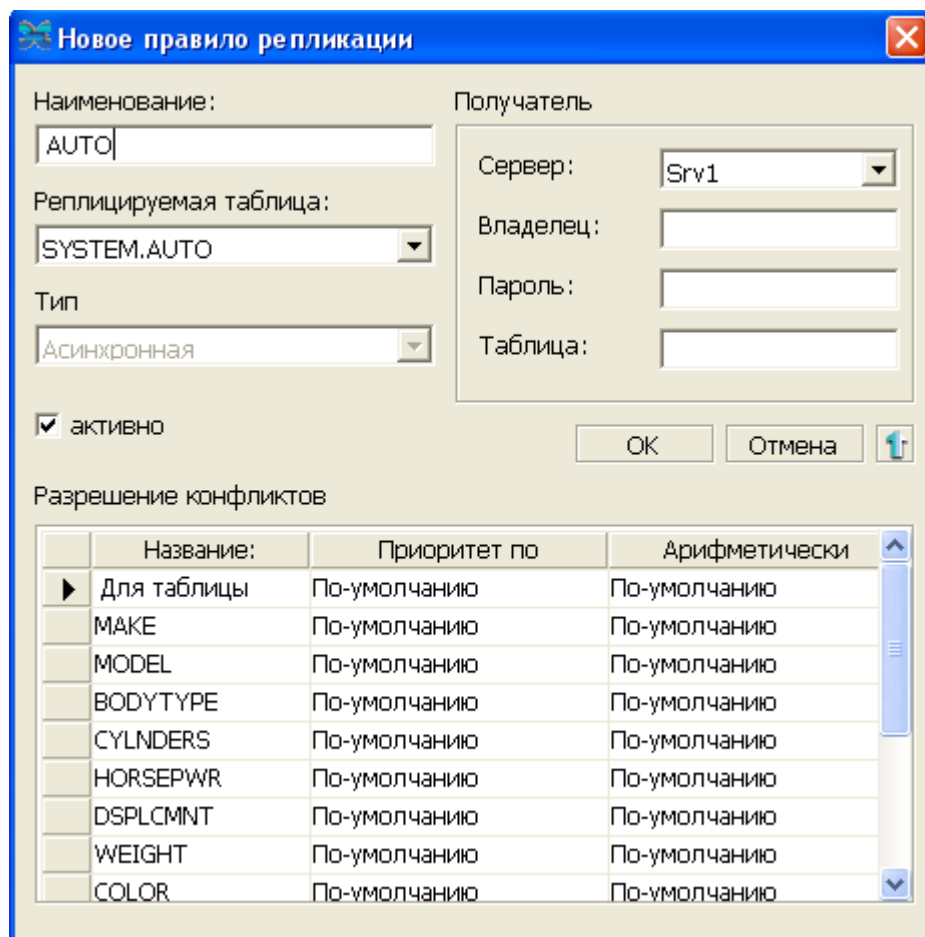 Новое правило репликации
Наименование:
AUTO
Реплицируемая таблица:
SYSTEM.AUTO
Тип
Асинхронная
активно
Получатель
Сервер: Srv1
Владелец:
Пароль:
Таблица:
OK Отмена
Разрешение конфликтов
Название: Приоритет по Арифметически
Для таблицы По-умолчанию По-умолчанию
MAKE По-умолчанию По-умолчанию
MODEL По-умолчанию По-умолчанию
BODYTYPE По-умолчанию По-умолчанию
CYLNDERS По-умолчанию По-умолчанию
HORSEPWR По-умолчанию По-умолчанию
DSPLCMNT По-умолчанию По-умолчанию
WEIGHT По-умолчанию По-умолчанию
COLOR По-умолчанию По-умолчанию